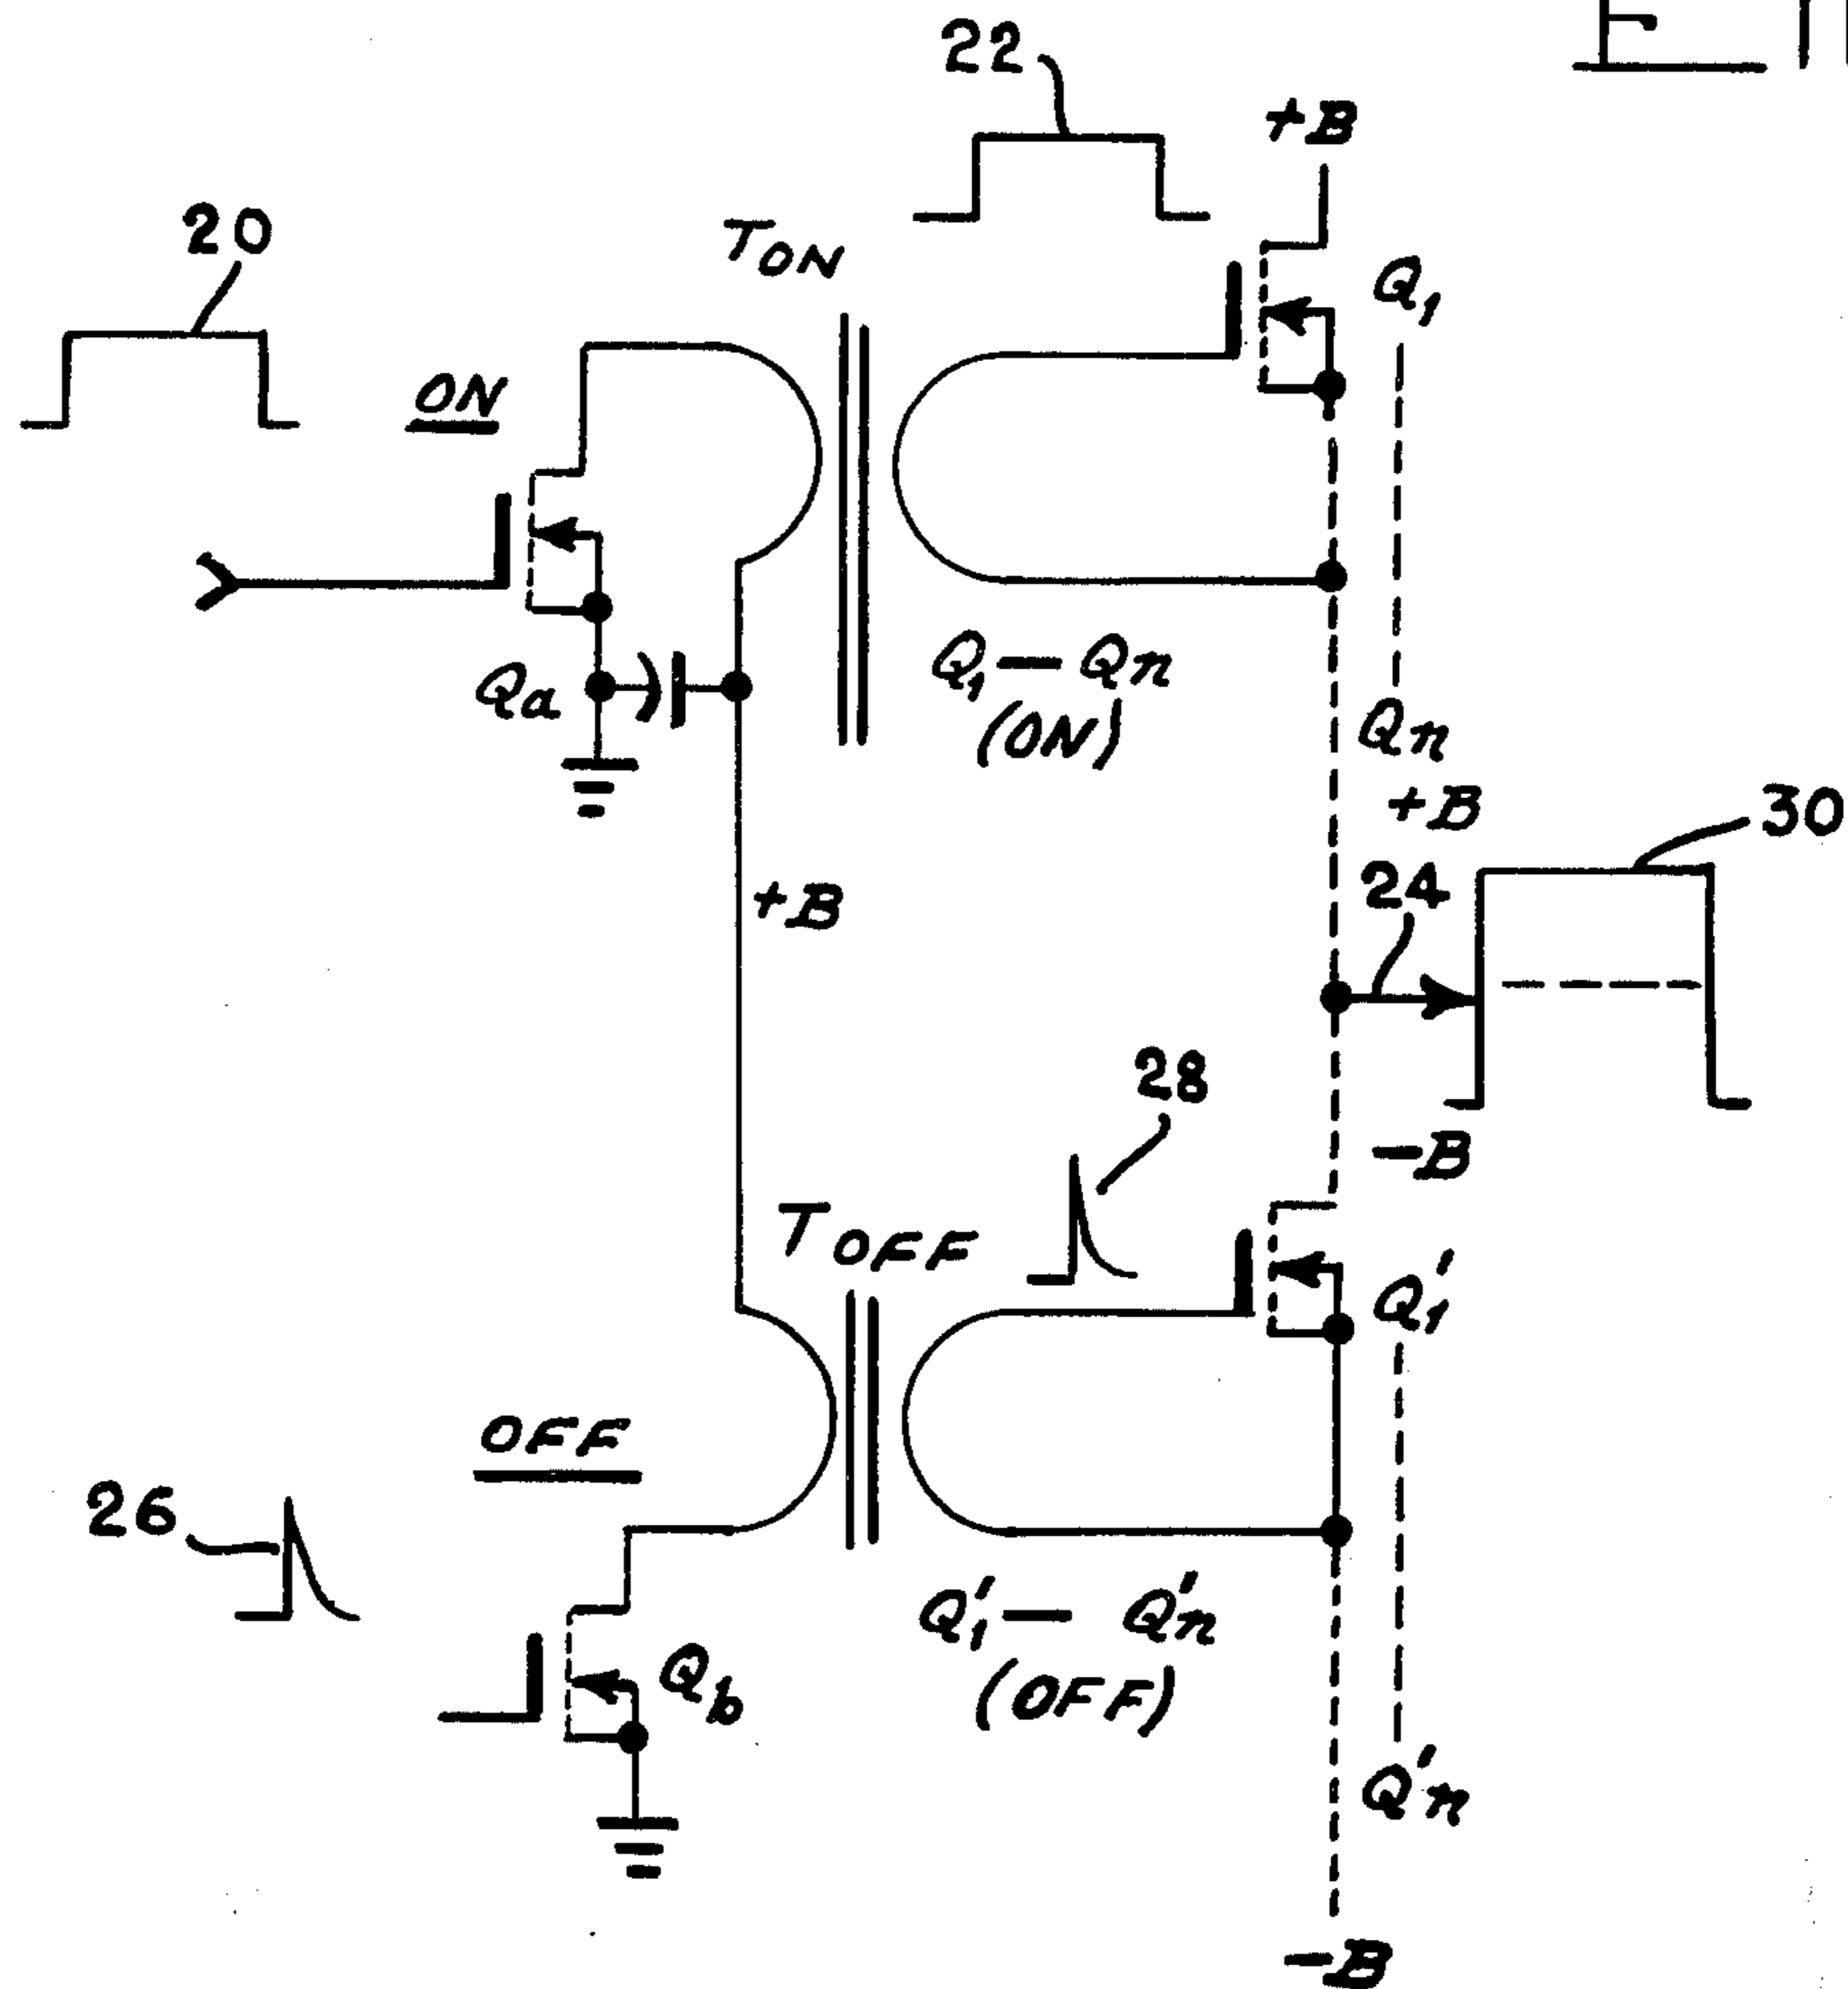 22
+B
20
TON
Q1
ON
Qa
Q1 — Qn
(ON)
Qn
+B
30
24
+B
28
-B
TOFF
Q'1
OFF
26
Q'1 — Q'n
(OFF)
Qb
Q'n
-B